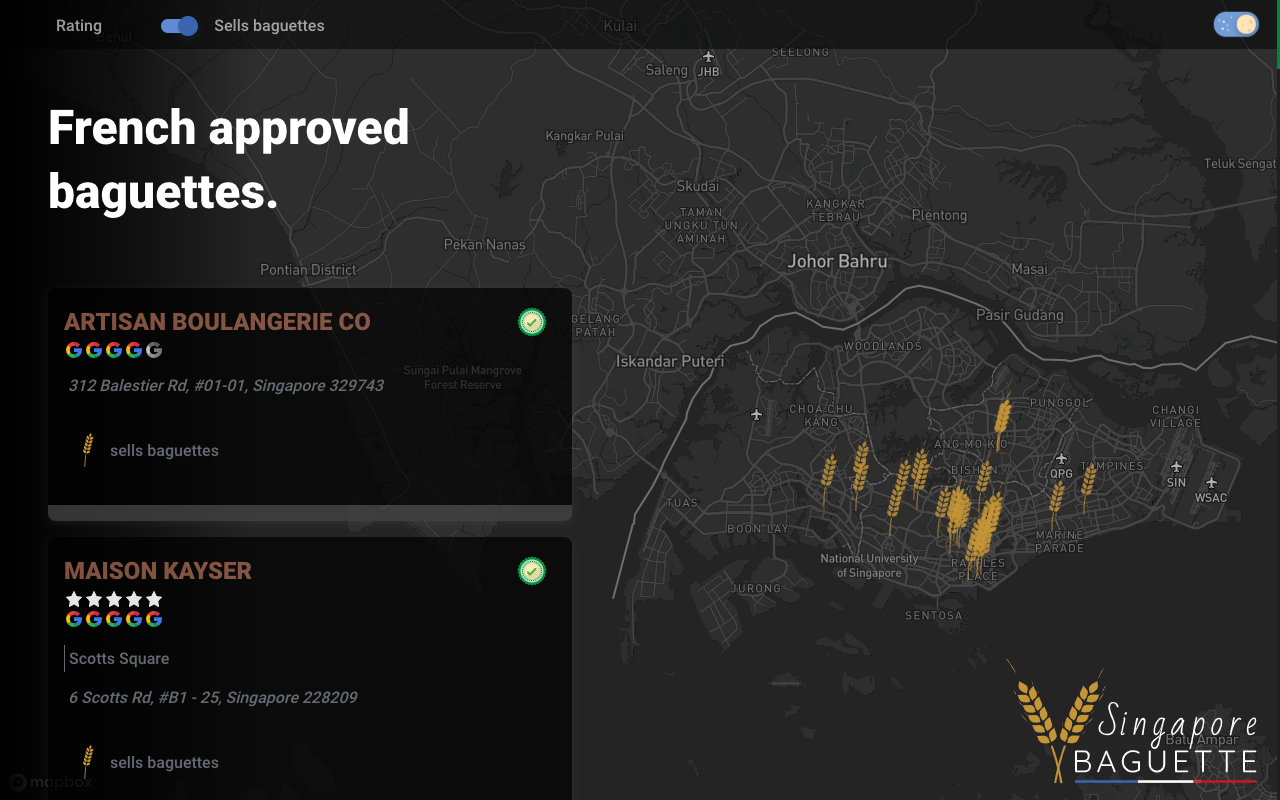 Rating
Sells baguettes
French approved
baguettes.
ARTISAN BOULANGERIE CO
312 Balestier Rd, #01-01, Singapore 329743
sells baguettes
MAISON KAYSER
Scotts Square
6 Scotts Rd, #B1 - 25, Singapore 228209
sells baguettes
mapbox
Kulai
SEELONG
Saleng
JHB
Kangkar Pulai
Teluk Sengat
Skudai
KANGKAR
TEBRAU
TAMAN
UNGKU TUN
AMINAH
Plentong
Pekan Nanas
Johor Bahru
Pontian District
Masai
GELANG
PATAH
Pasir Gudang
WOODLANDS
Iskandar Puteri
Sungai Pulai Mangrove
Forest Reserve
PUNGGOL
CHOA CHU
KANG
CHANGI
VILLAGE
ANG MO KIO
BISHAN
QPG
TAMPINES
SIN
WSAC
TUAS
BOON LAY
MARINE
PARADE
National University
of Singapore
RAFFLES
PLACE
JURONG
SENTOSA
Batu Ampar
Singapore
BAGUETTE